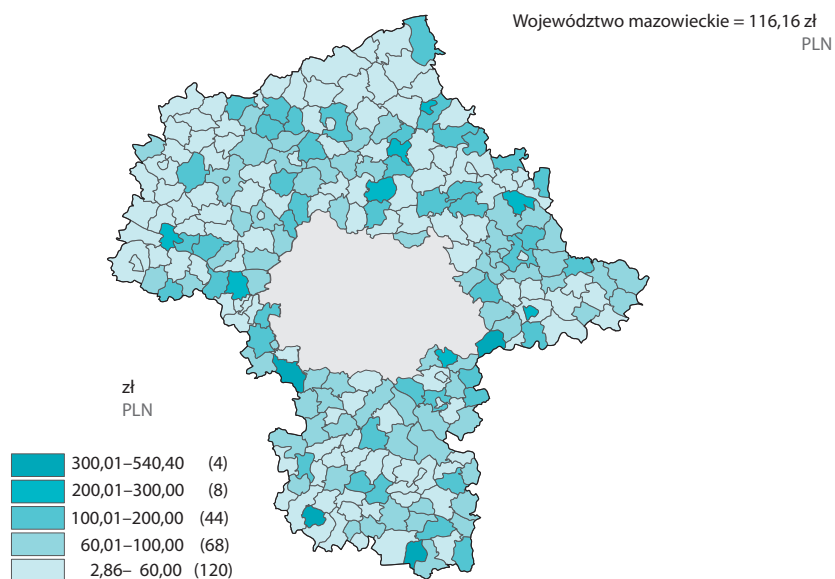 Województwo mazowieckie = 116,16 zł
PLN
zł
PLN
300,01–540,40 (4)
200,01–300,00 (8)
100,01–200,00 (44)
60,01–100,00 (68)
2,86– 60,00 (120)